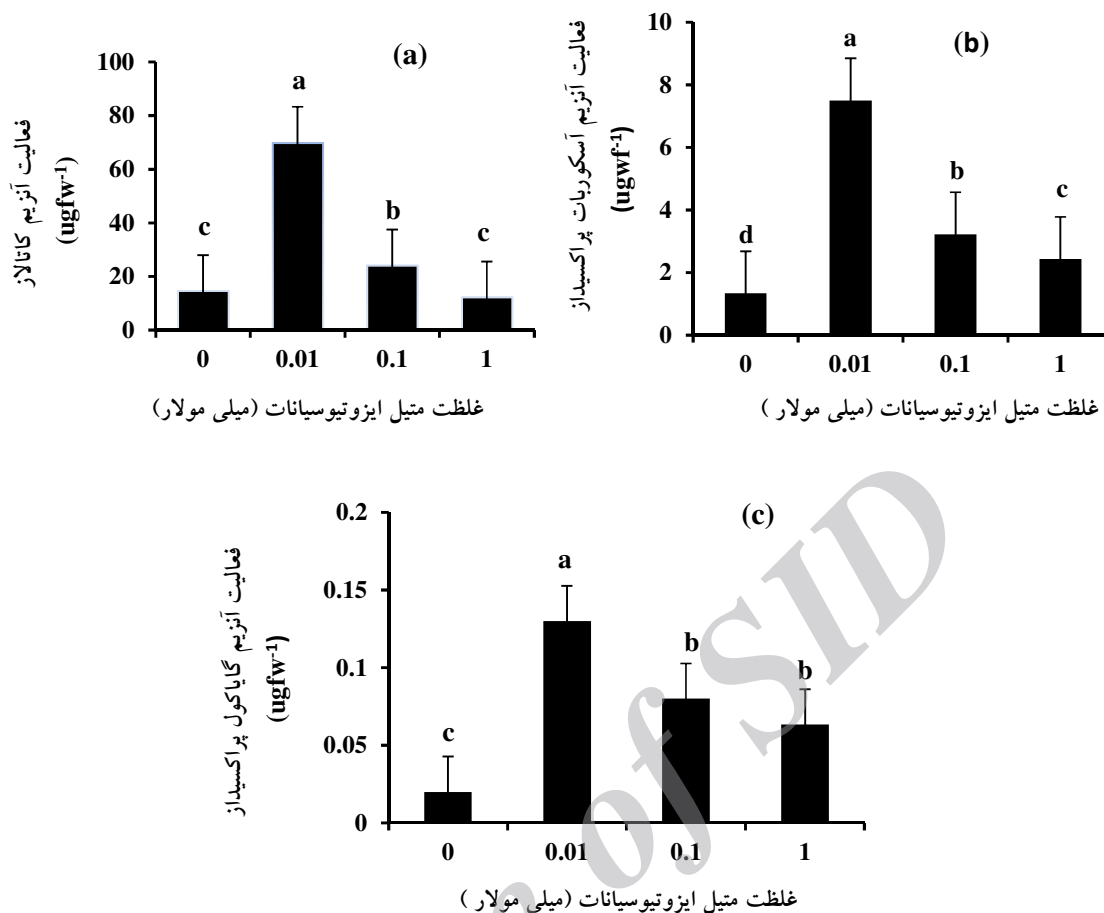 (a)
فعالیت آنزیم کاتالاز
(ugfw-1)
100
80
60
40
20
0
c
a
b
c
0 0.01 0.1 1
غلظت متیل ایزوتیوسیانات (میلی مولار)
(b)
فعالیت آنزیم آسکوربات پراکسیداز
(ugwf-1)
10
8
6
4
2
0
d
a
b
c
0 0.01 0.1 1
غلظت متیل ایزوتیوسیانات (میلی مولار )
(c)
فعالیت آنزیم گایاکول پراکسیداز
(ugfw-1)
0.2
0.15
0.1
0.05
0
c
a
b
b
0 0.01 0.1 1
غلظت متیل ایزوتیوسیانات (میلی مولار )
of SID